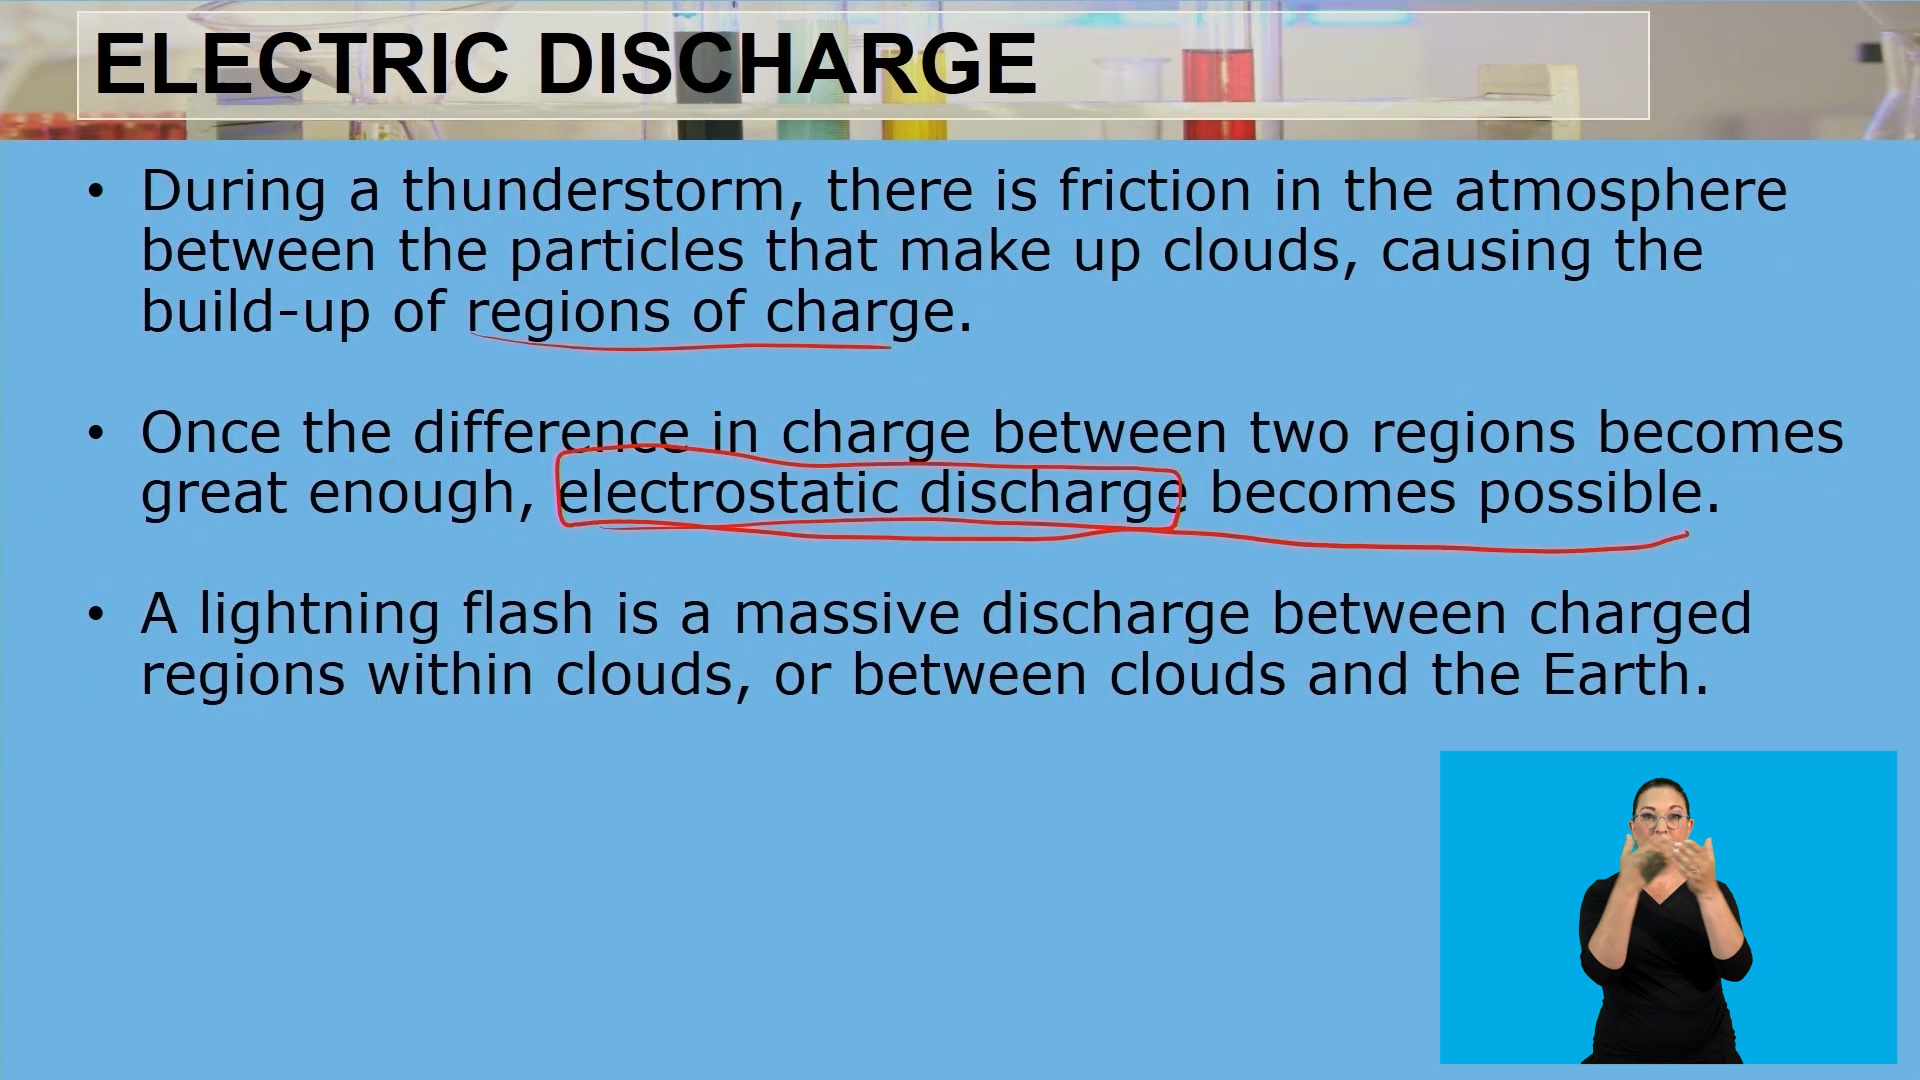 ELECTRIC DISCHARGE
• During a thunderstorm, there is friction in the atmosphere
between the particles that make up clouds, causing the
build-up of regions of charge.
• Once the difference in charge between two regions becomes
great enough, electrostatic discharge becomes possible.
• A lightning flash is a massive discharge between charged
regions within clouds, or between clouds and the Earth.